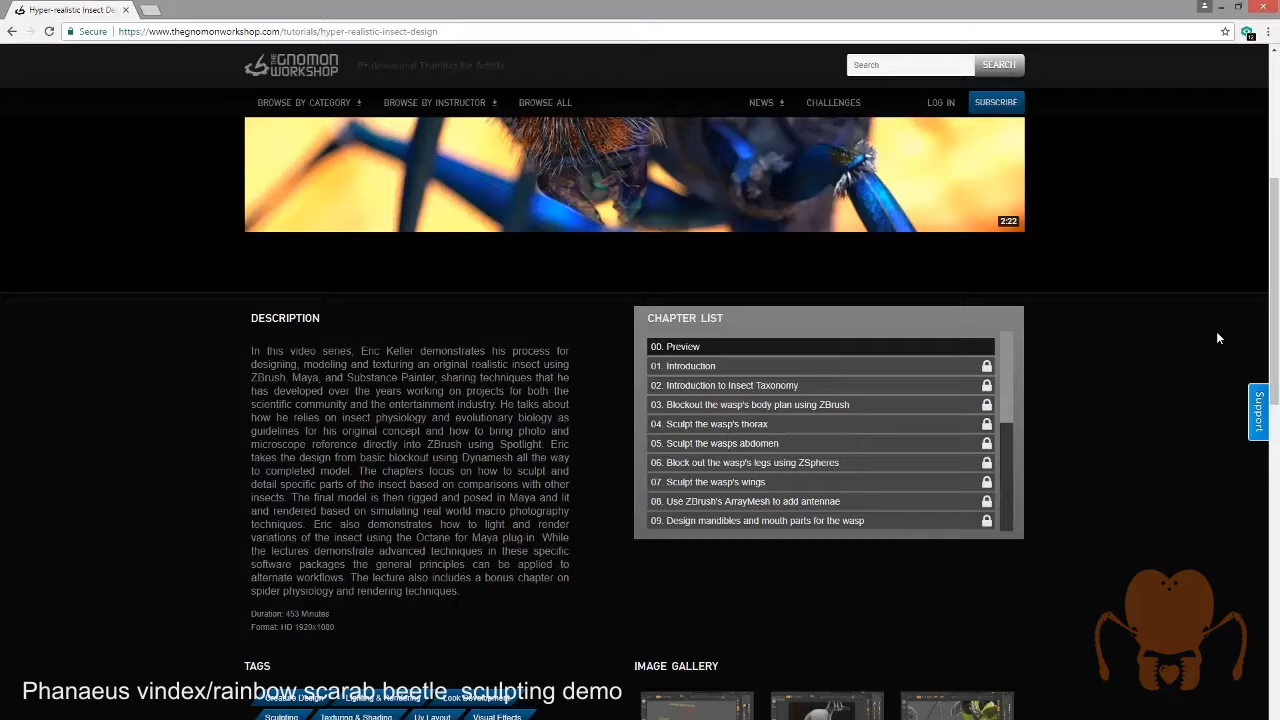 Hyper-realistic Insect De
Secure
https://www.thegnomonworkshop.com/tutorials/hyper-realistic-insect-design
12
THE GNOMON WORKSHOP
Professional Training for Artists
Search
SEARCH
BROWSE BY CATEGORY
BROWSE BY INSTRUCTOR
BROWSE ALL
NEWS
CHALLENGES
LOG IN
SUBSCRIBE
2:22
DESCRIPTION
In this video series, Eric Keller demonstrates his process for
designing, modeling and texturing an original realistic insect using
ZBrush, Maya, and Substance Painter, sharing techniques that he
has developed over the years working on projects for both the
scientific community and the entertainment industry. He talks about
how he relies on insect physiology and evolutionary biology as
guidelines for his original concept and how to bring photo and
microscope reference directly into ZBrush using Spotlight. Eric
takes the design from basic blockout using Dynamesh all the way
to completed model. The chapters focus on how to sculpt and
detail specific parts of the insect based on comparisons with other
insects. The final model is then rigged and posed in Maya and lit
and rendered based on simulating real world macro photography
techniques. Eric also demonstrates how to light and render
variations of the insect using the Octane for Maya plug-in. While
the lectures demonstrate advanced techniques in these specific
software packages the general principles can be applied to
alternate workflows. The lecture also includes a bonus chapter on
spider physiology and rendering techniques.
Duration: 453 Minutes
Format: HD 1920x1080
CHAPTER LIST
00. Preview
01. Introduction
02. Introduction to Insect Taxonomy
03. Blockout the wasp's body plan using ZBrush
04. Sculpt the wasp's thorax
05. Sculpt the wasps abdomen
06. Block out the wasp's legs using ZSpheres
07. Sculpt the wasp's wings
08. Use ZBrush's ArrayMesh to add antennae
09. Design mandibles and mouth parts for the wasp
Support
TAGS
IMAGE GALLERY
Creature Design
Lighting & Rendering
Look Development
Phanaeus vindex/rainbow scarab beetle sculpting demo
Sculpting
Texturing & Shading
Uv Layout
Visual Effects